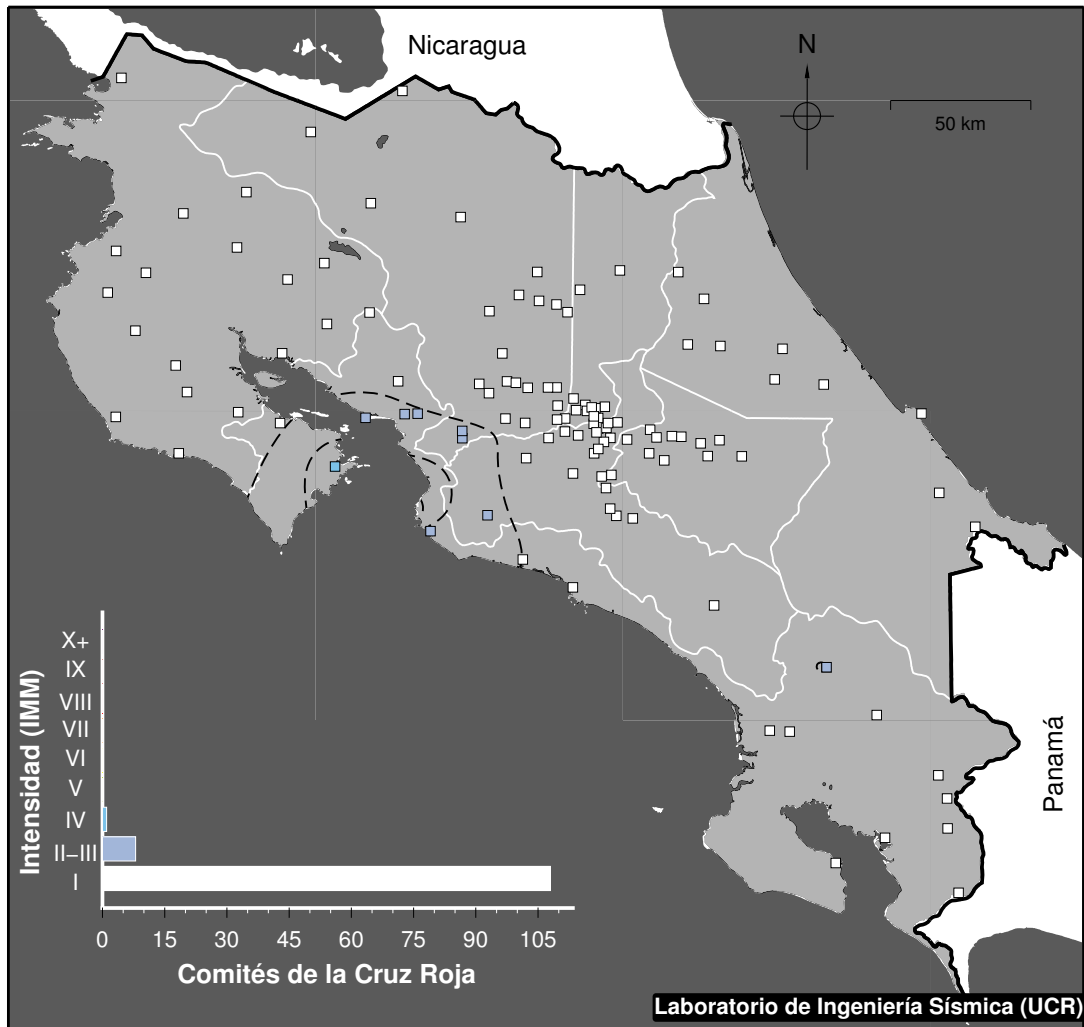 Nicaragua
N
50 km
Panamá
Intensidad (IMM)
X+
IX
VIII
VII
VI
V
IV
II–III
I
0 15 30 45 60 75 90 105
Comités de la Cruz Roja
Laboratorio de Ingeniería Sísmica (UCR)